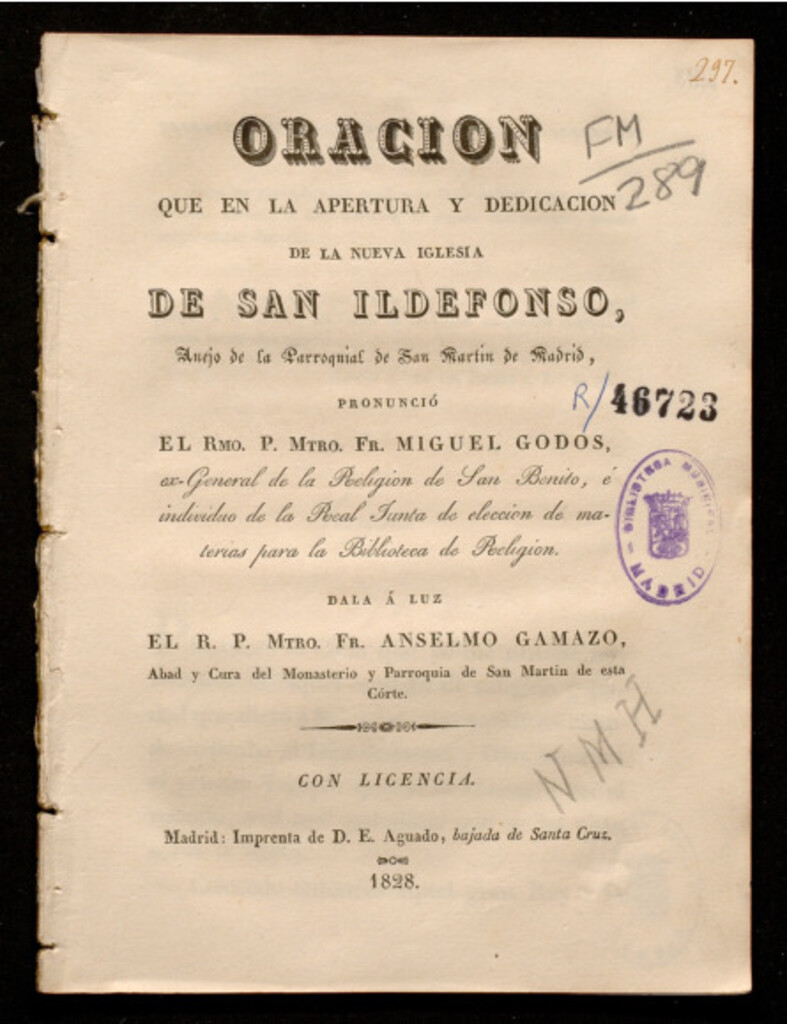 297.
ORACION
FM
289
QUE EN LA APERTURA Y DEDICACION
DE LA NUEVA IGLESIA
DE SAN ILDEFONSO,
Anejo de la Parroquial de San Martin de Madrid,
PRONUNCIÓ
R/46723
EL RMO. P. MTRO. FR. MIGUEL GODOS,
ex-General de la Religion de San Benito, é
individuo de la Real Junta de eleccion de ma-
terias para la Biblioteca de Religion.
BIBLIOTECA MUNICIPAL
MADRID
DALA Á LUZ
EL R. P. MTRO. FR. ANSELMO GAMAZO,
Abad y Cura del Monasterio y Parroquia de San Martin de esta
Córte.
NMH
CON LICENCIA.
Madrid: Imprenta de D. E. Aguado, bajada de Santa Cruz.
1828.